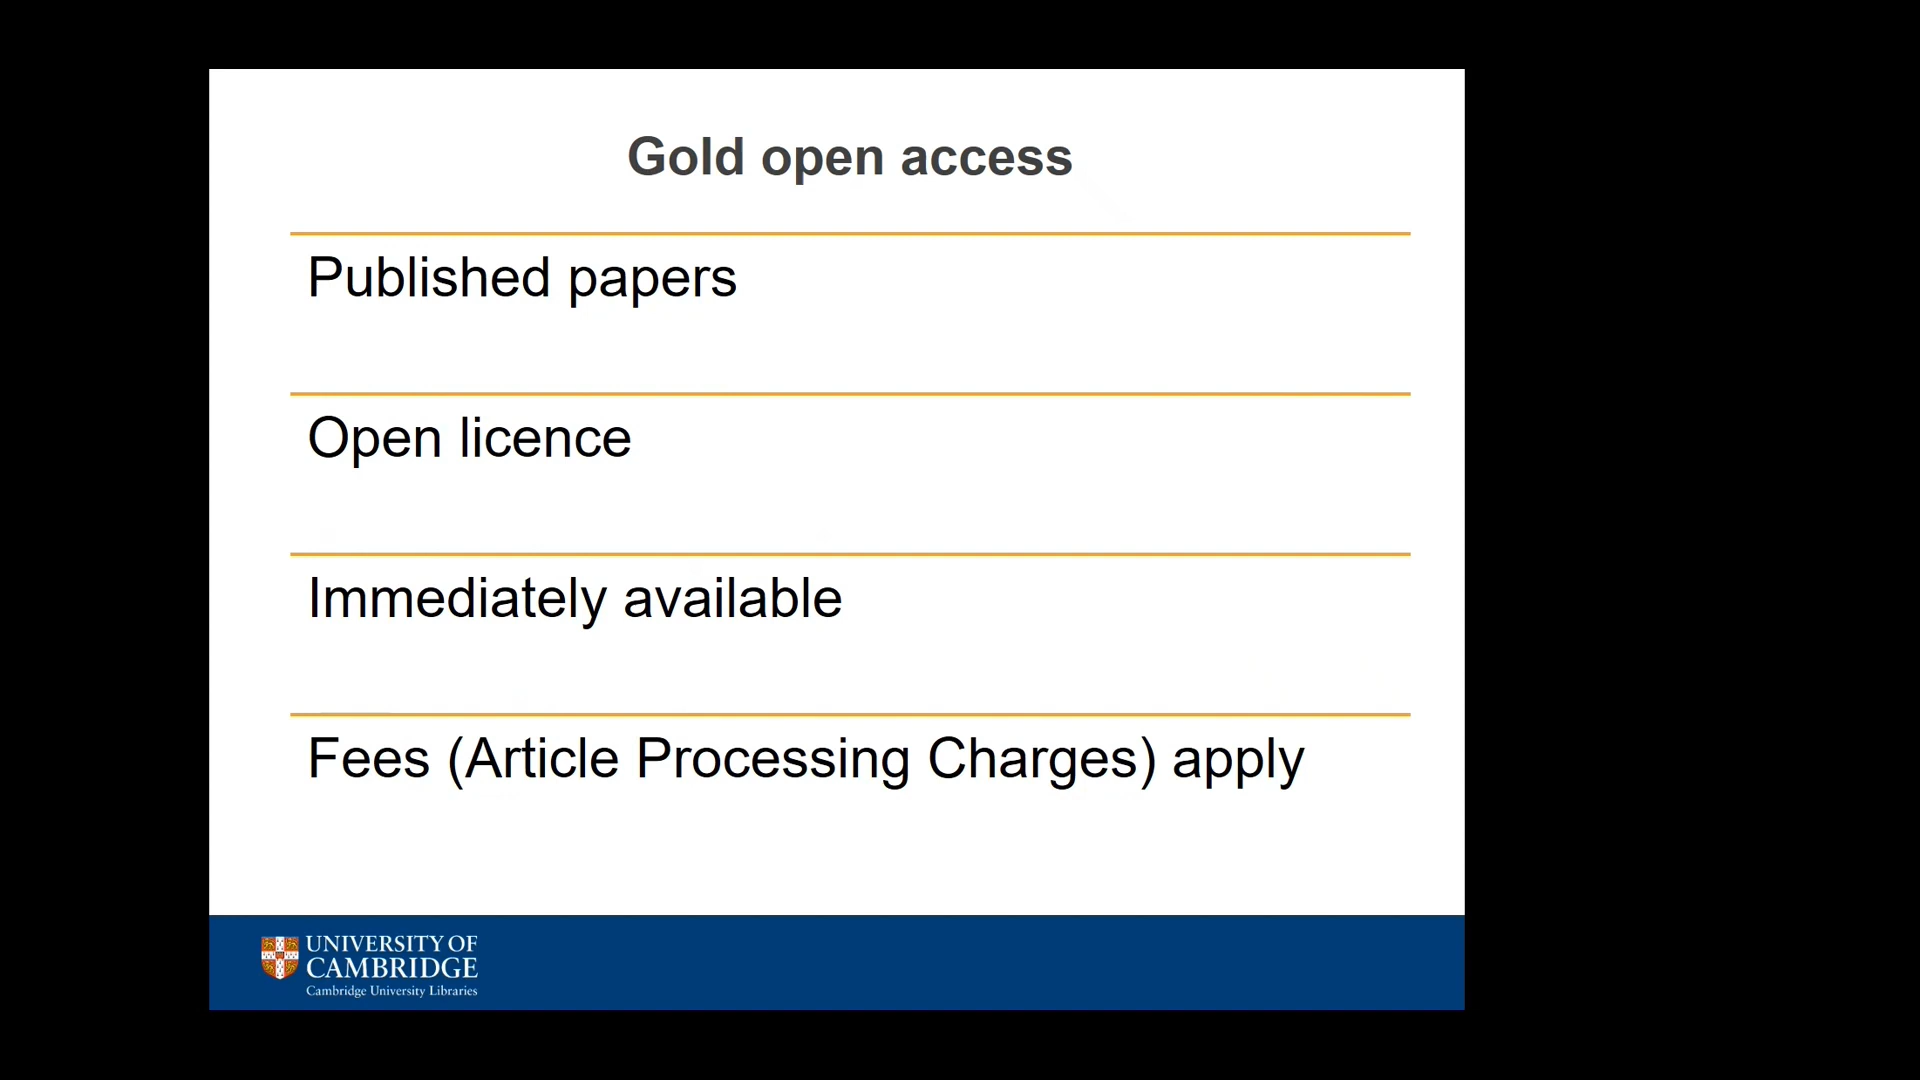 Gold open access
Published papers
Open licence
Immediately available
Fees (Article Processing Charges) apply
UNIVERSITY OF
CAMBRIDGE
Cambridge University Libraries